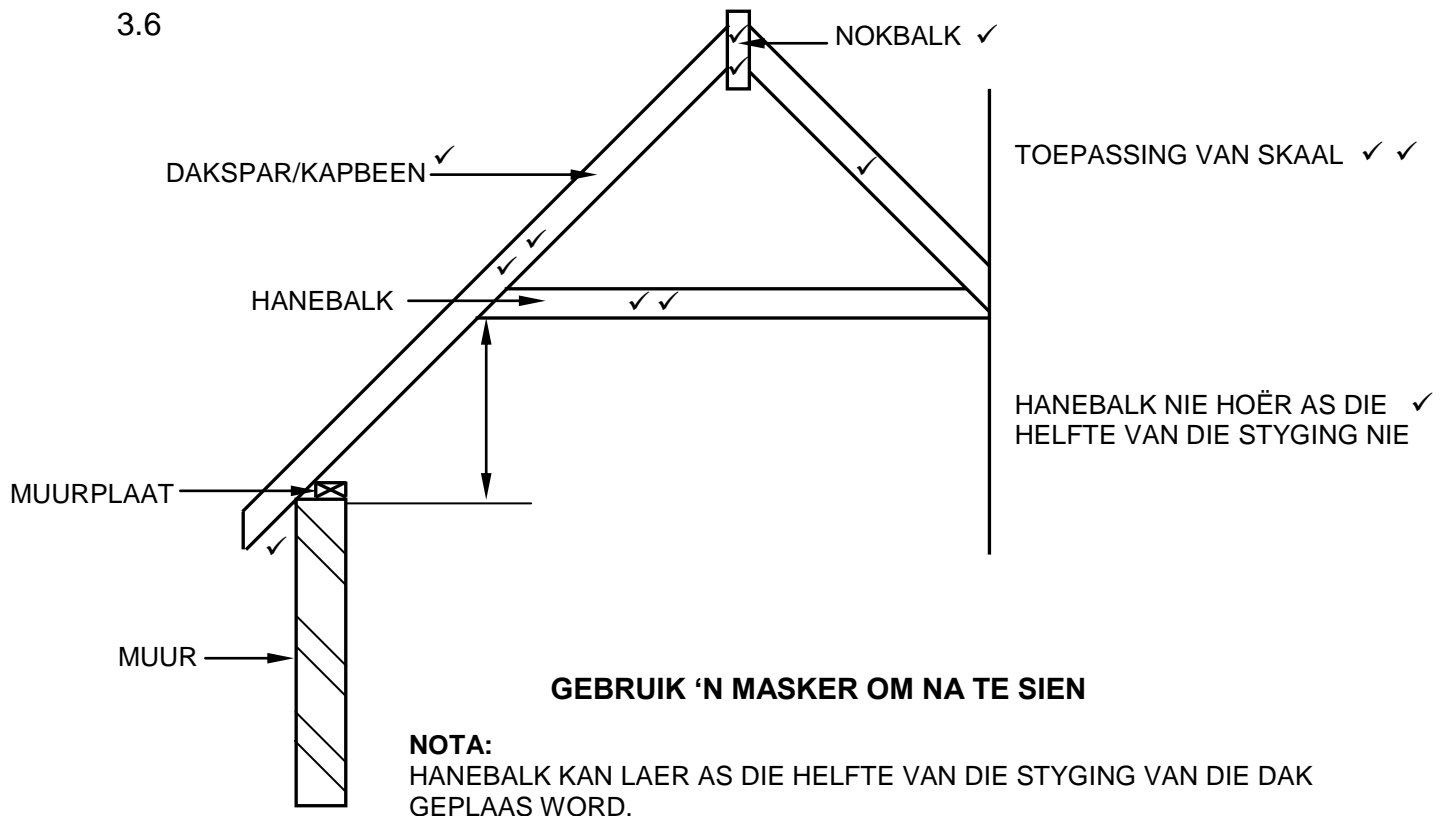 3.6
NOKBALK ✓
DAKSPAR/KAPBEEN ✓
TOEPASSING VAN SKAAL ✓ ✓
HANEBALK
HANEBALK NIE HOËR AS DIE ✓
HELFTE VAN DIE STYGING NIE
MUURPLAAT
MUUR
GEBRUIK ‘N MASKER OM NA TE SIEN
NOTA:
HANEBALK KAN LAER AS DIE HELFTE VAN DIE STYGING VAN DIE DAK
GEPLAAS WORD.